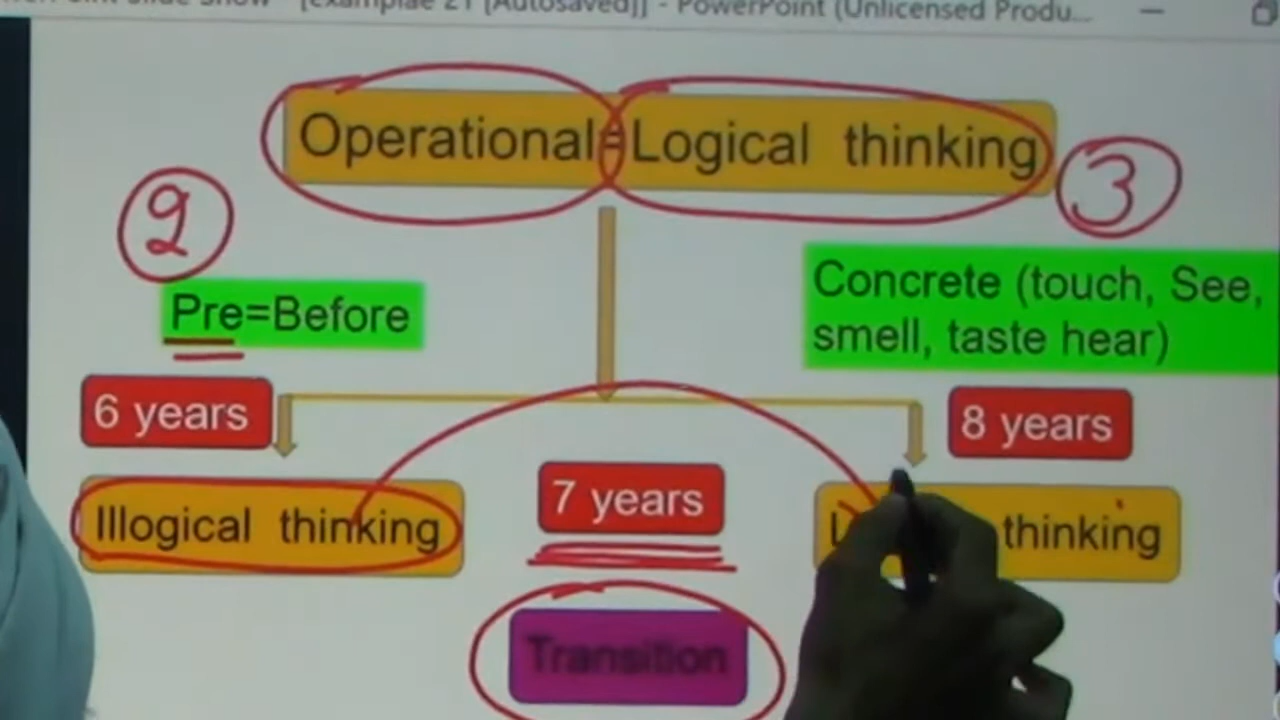 [Autosaved]] - PowerPoint (Unlicensed Produ...
Operational=Logical thinking
2
3
Pre=Before
Concrete (touch, See,
smell, taste hear)
6 years
8 years
7 years
Illogical thinking
thinking
Transition